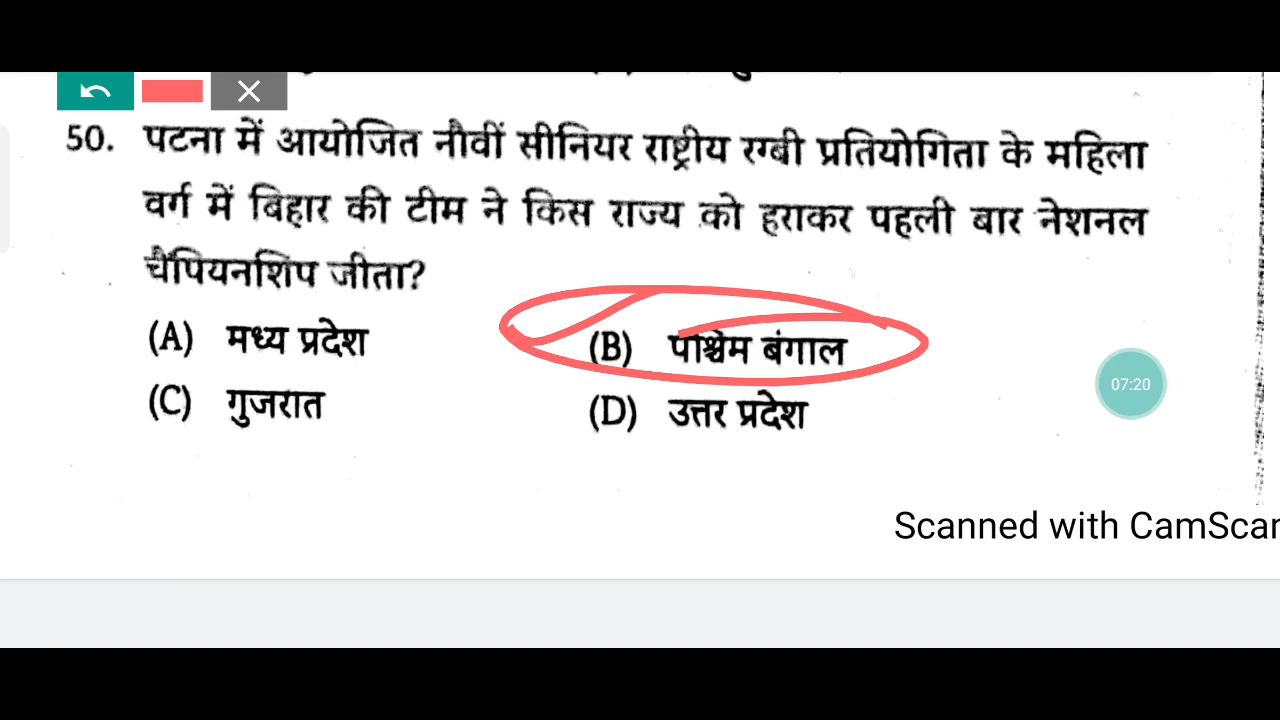 50. पटना में आयोजित नौवीं सीनियर राष्ट्रीय रग्बी प्रतियोगिता के महिला
वर्ग में बिहार की टीम ने किस राज्य को हराकर पहली बार नेशनल
चैंपियनशिप जीता?
(A) मध्य प्रदेश (B) पश्चिम बंगाल
(C) गुजरात (D) उत्तर प्रदेश
07:20
Scanned with CamScar